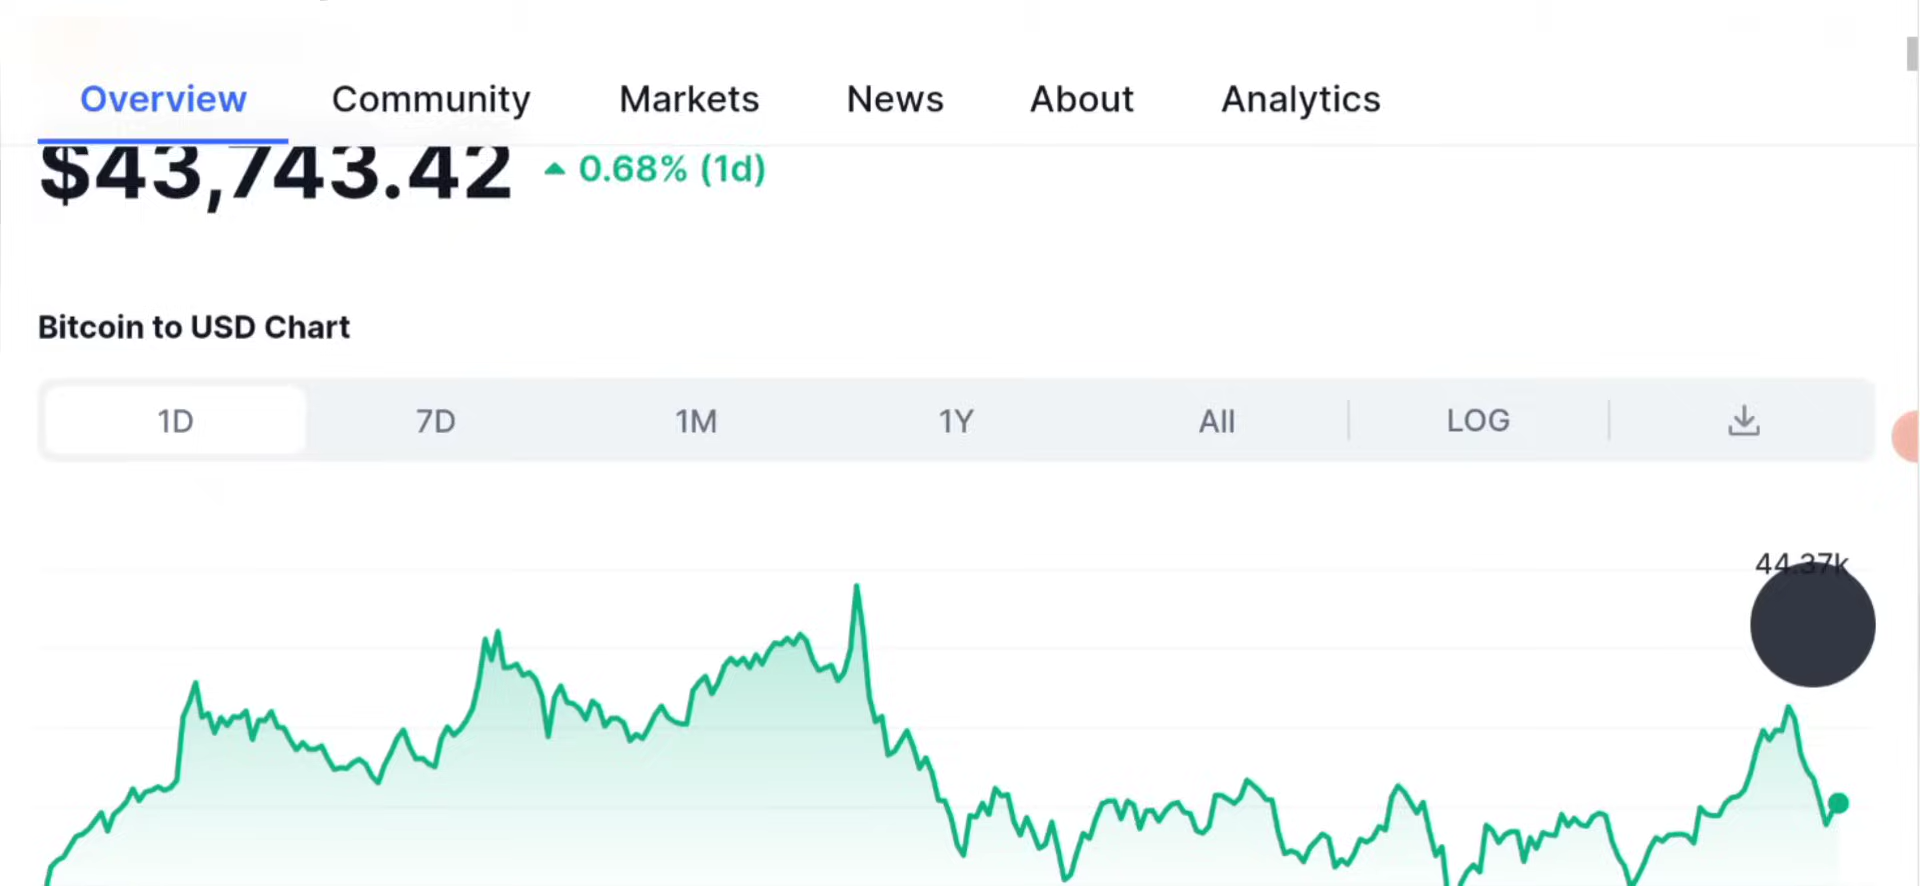 Overview Community Markets News About Analytics
$43,743.42 0.68% (1d)
Bitcoin to USD Chart
1D 7D 1M 1Y All LOG
44.37k